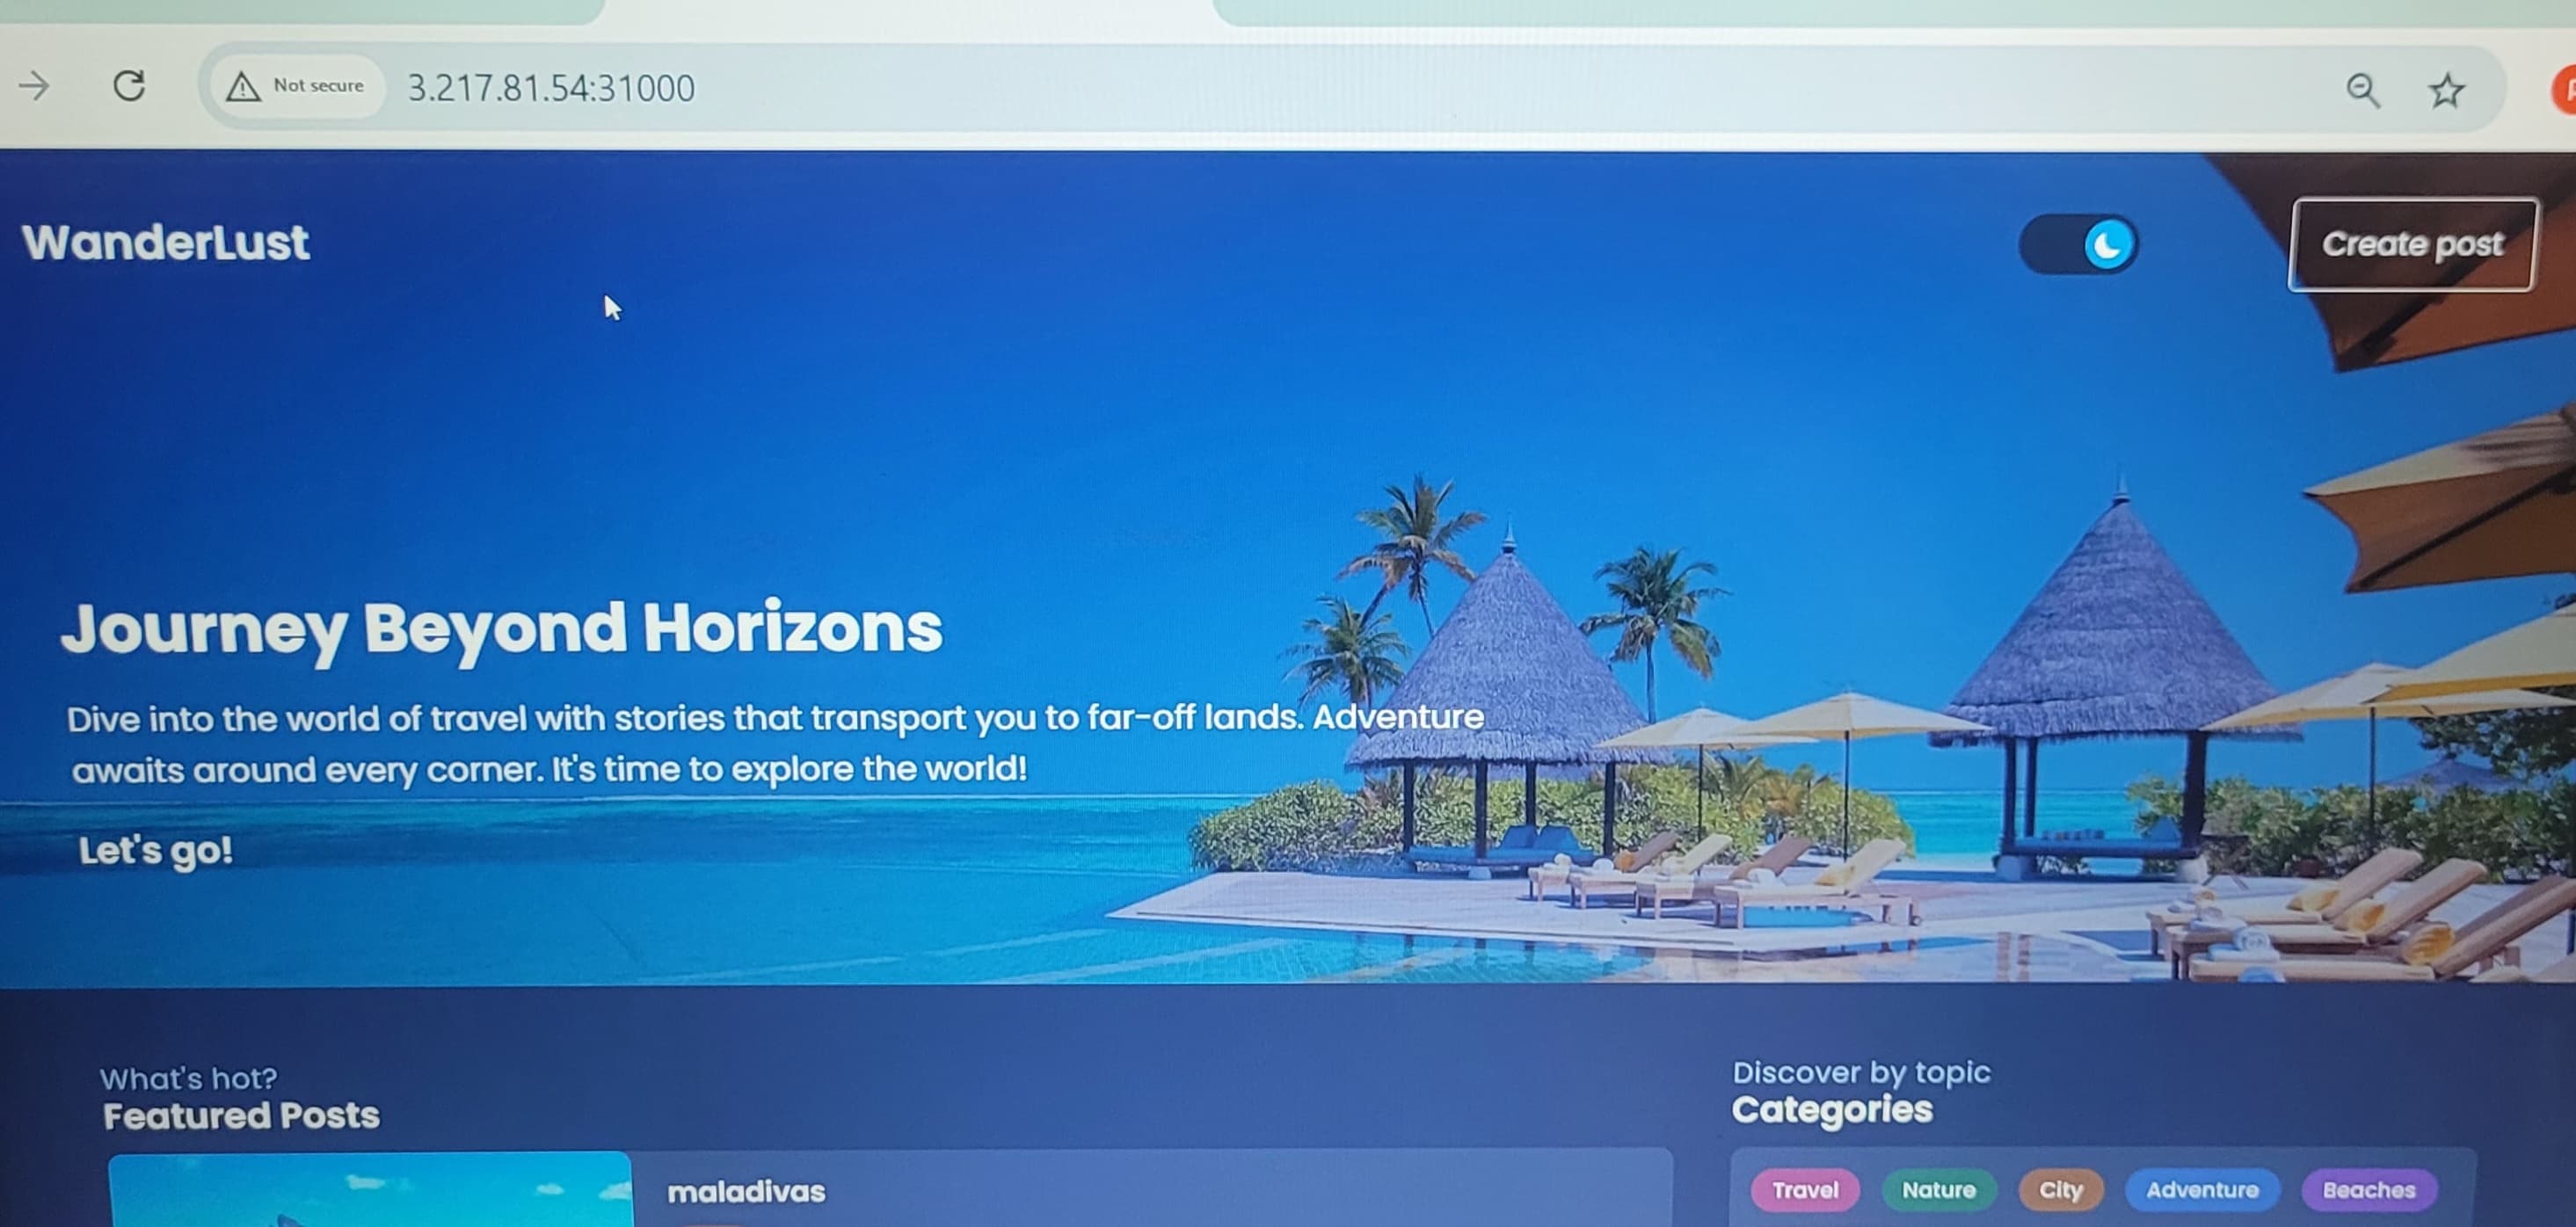 Not secure 3.217.81.54:31000
WanderLust
Create post
Journey Beyond Horizons
Dive into the world of travel with stories that transport you to far-off lands. Adventure
awaits around every corner. It's time to explore the world!
Let's go!
What's hot?
Featured Posts
maladivas
Discover by topic
Categories
Travel Nature City Adventure Beaches